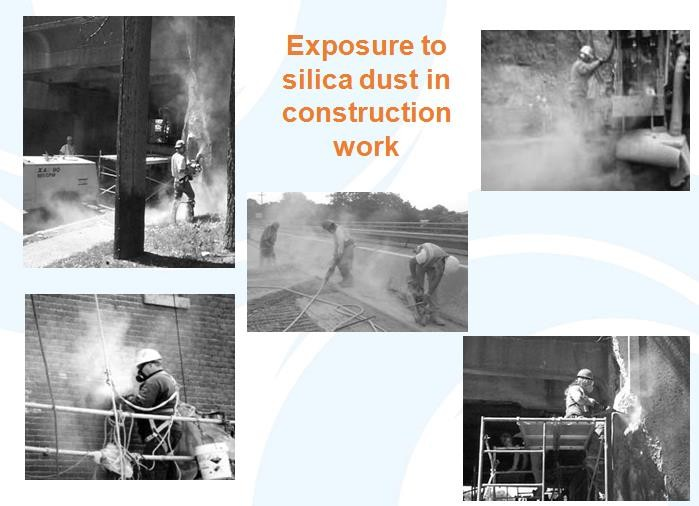 Exposure to
silica dust in
construction
work